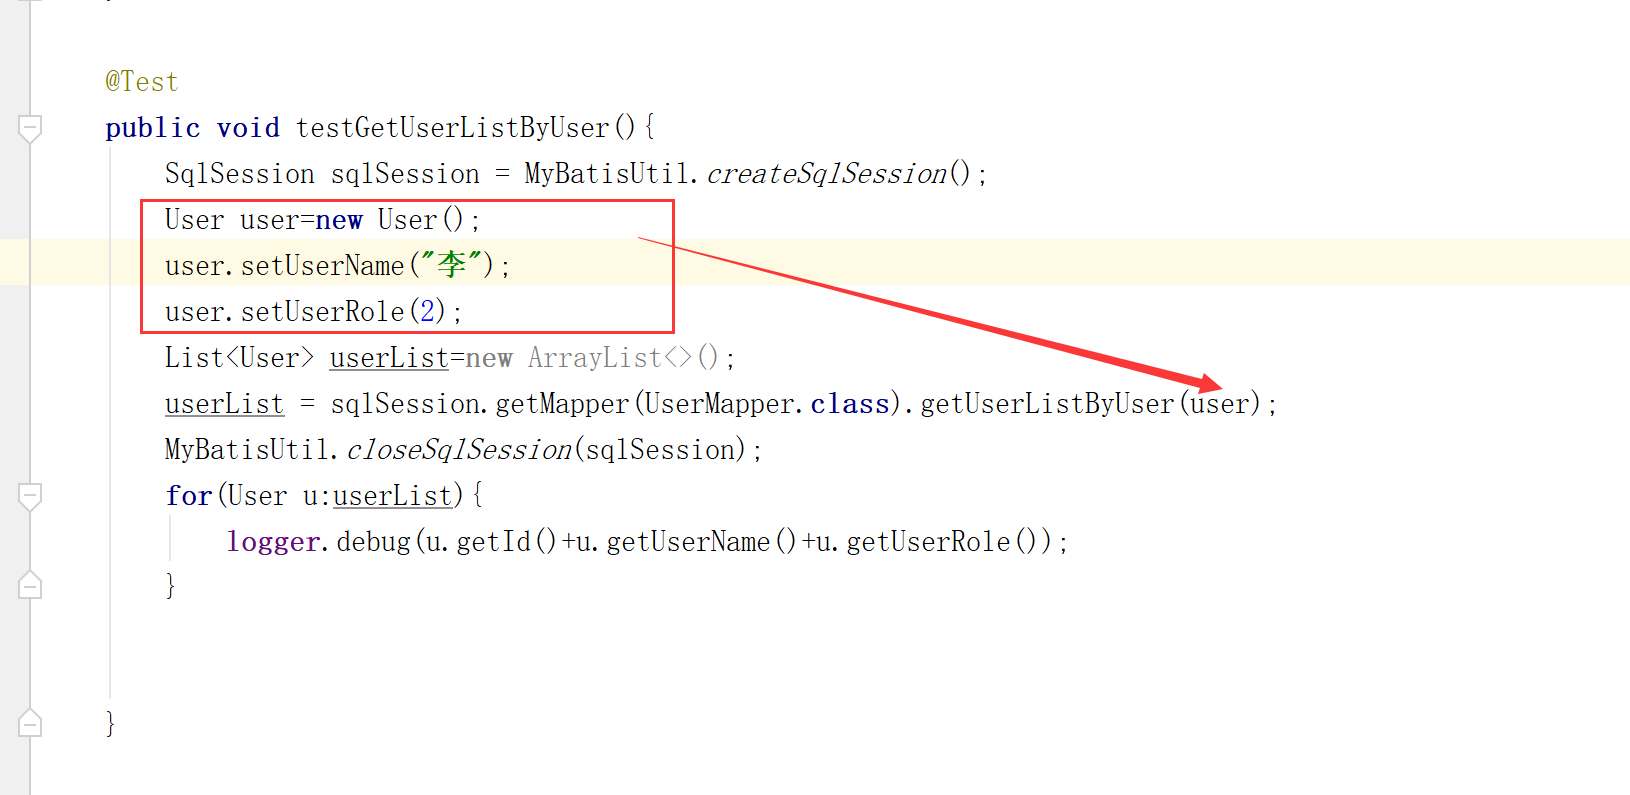 @Test
public void testGetUserListByUser(){
SqlSession sqlSession = MyBatisUtil.createSqlSession();
User user=new User();
user.setUserName("李");
user.setUserRole(2);
List<User> userList=new ArrayList<>();
userList = sqlSession.getMapper(UserMapper.class).getUserListByUser(user);
MyBatisUtil.closeSqlSession(sqlSession);
for(User u:userList){
logger.debug(u.getId()+u.getUserName()+u.getUserRole());
}
}